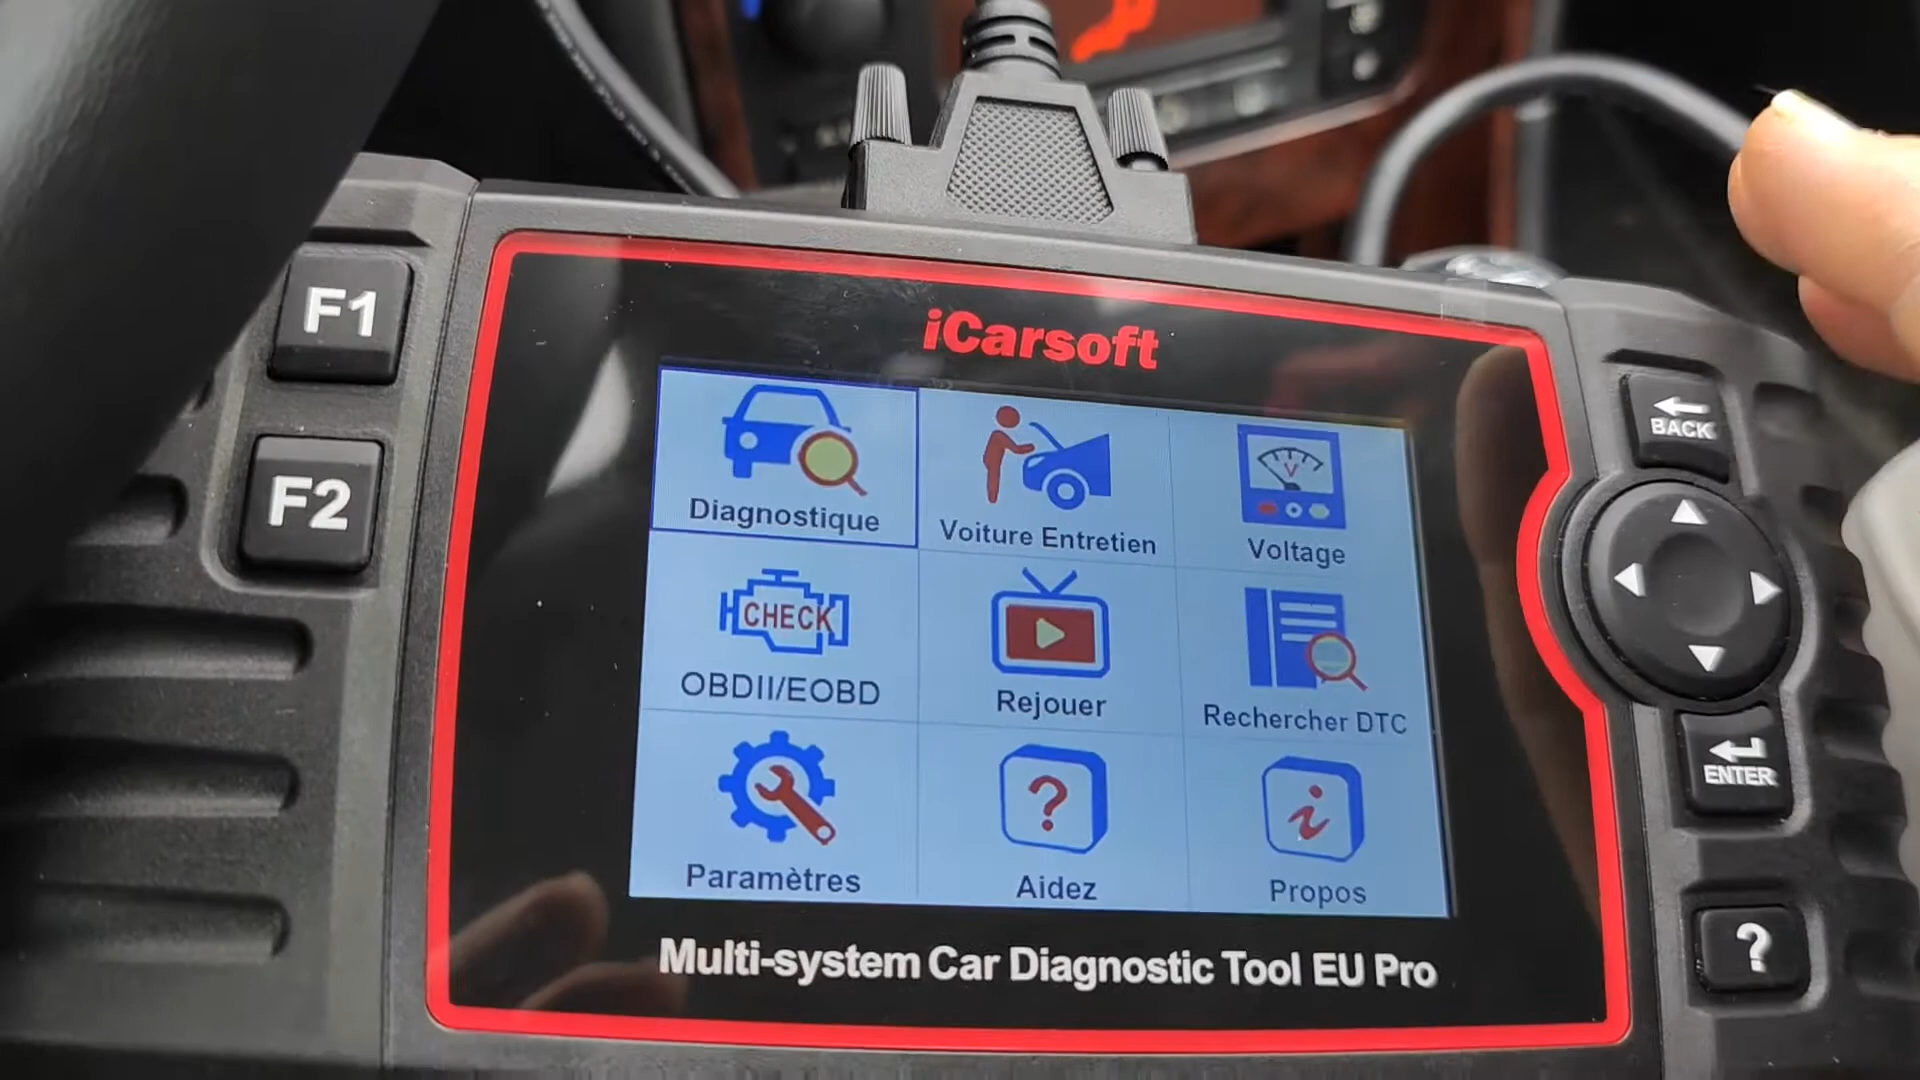 F1
F2
iCarsoft
Diagnostique
Voiture Entretien
V
Voltage
CHECK
OBDII/EOBD
Rejouer
Rechercher DTC
Paramètres
?
Aidez
i
Propos
Multi-system Car Diagnostic Tool EU Pro
BACK
ENTER
?